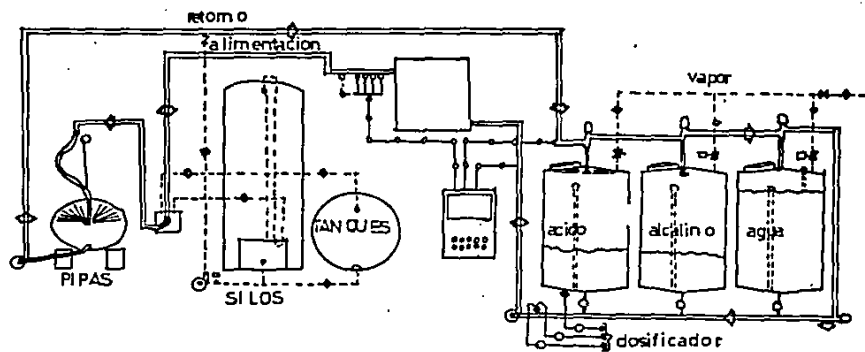 retorno
alimentacion
vapor
TANQUES
acido
alcalino
agua
PIPAS
SILOS
dosificador